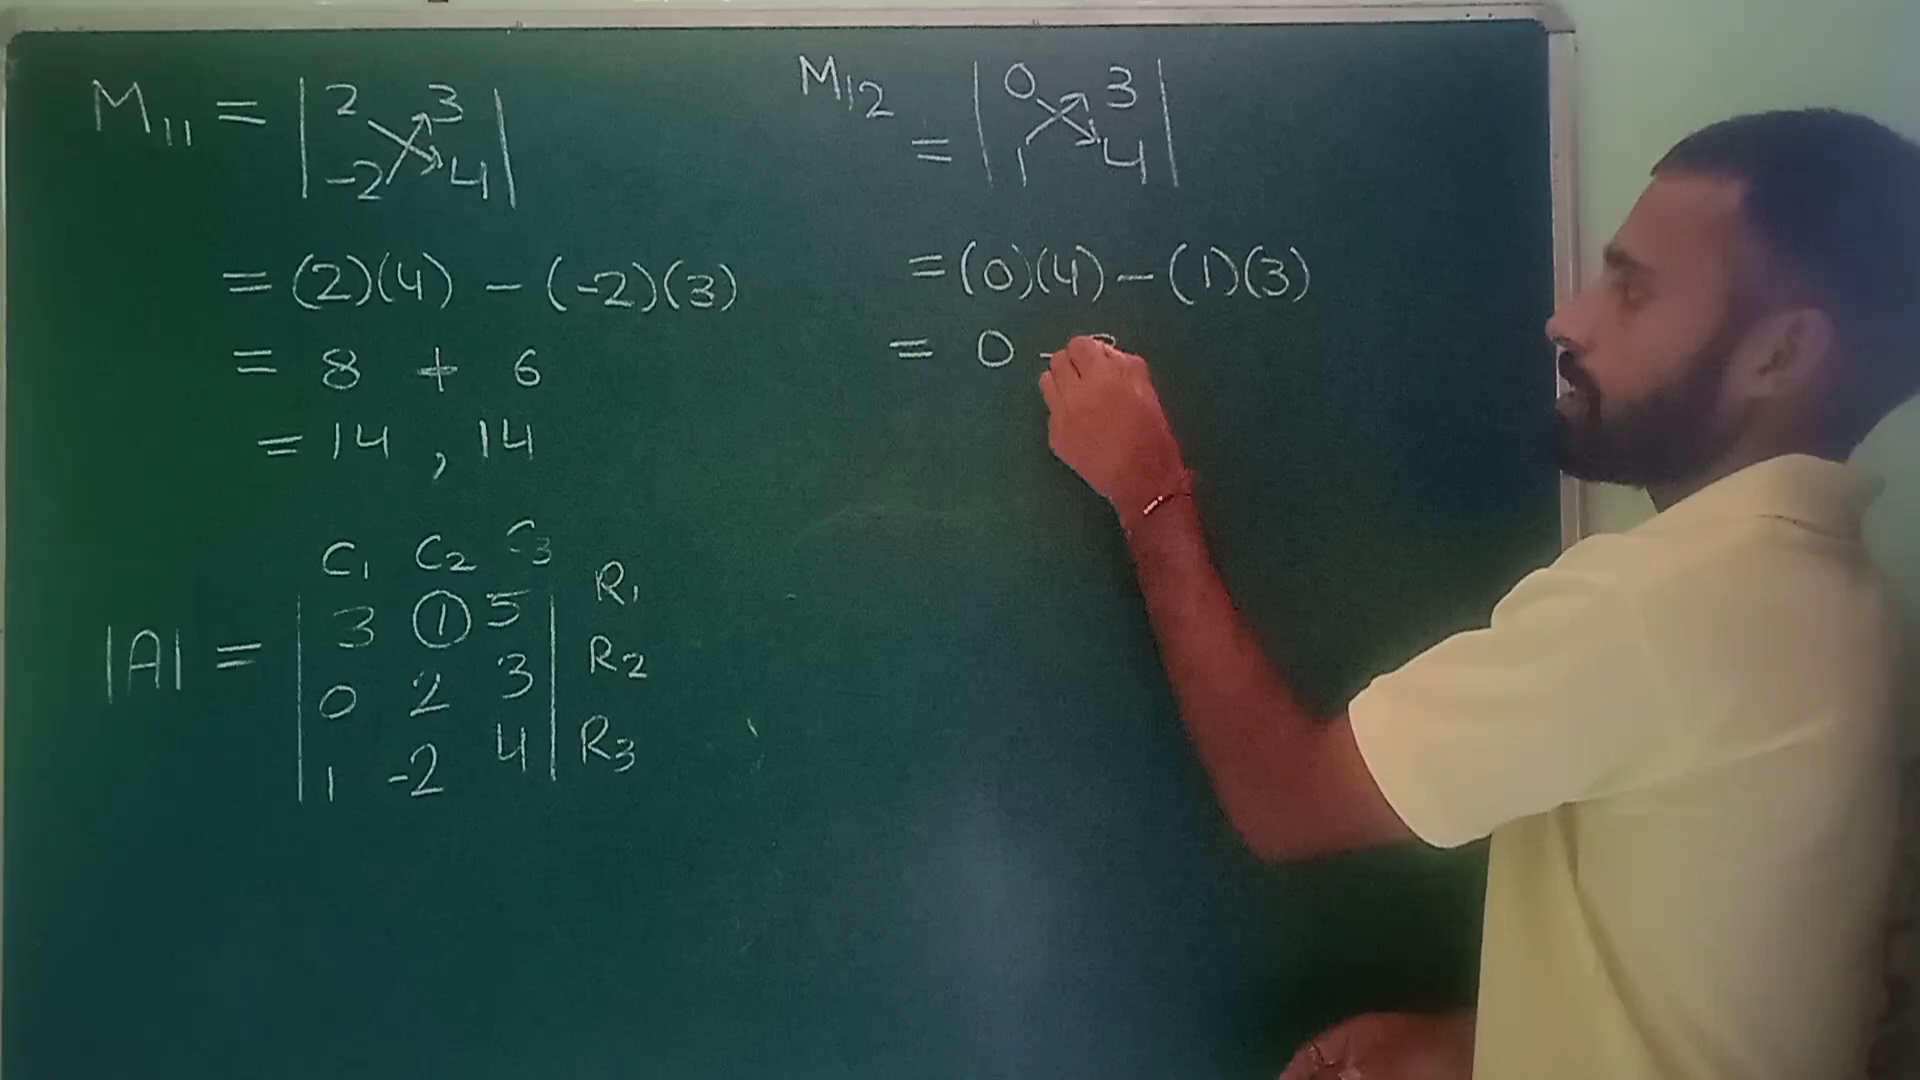 M11 = | 2 3 |
| -2 4 |
= (2)(4) - (-2)(3)
= 8 + 6
= 14 , 14
M12 = | 0 3 |
| 1 4 |
= (0)(4) - (1)(3)
= 0 -
C1 C2 C3
| 3 1 5 | R1
|A| = | 0 2 3 | R2
| 1 -2 4 | R3